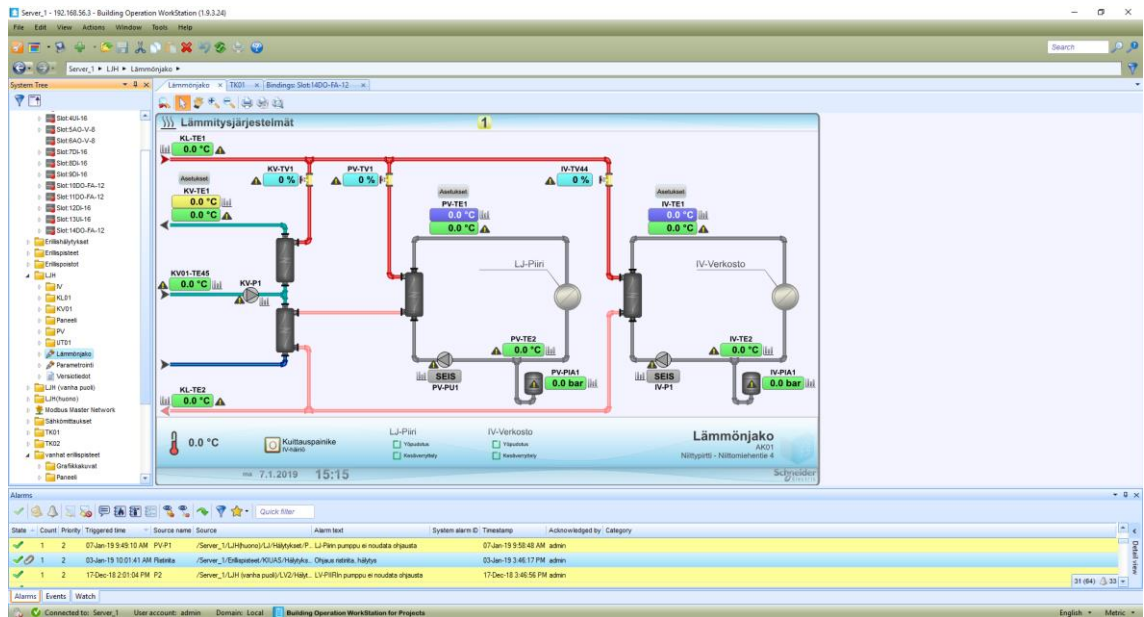 Server_1 - 192.168.56.3 - Building Operation WorkStation (1.9.3.24)
File Edit View Actions Window Tools Help
Search
Server_1 ▸ LJH ▸ Lämmönjako ▸
System Tree
Lämmönjako TK01 Bindings: Slot:14DO-FA-12
Slot:4UI-16
Slot:5AO-V-8
Slot:6AO-V-8
Slot:7DI-16
Slot:8DI-16
Slot:9DI-16
Slot:10DO-FA-12
Slot:11DO-FA-12
Slot:12DI-16
Slot:13UI-16
Slot:14DO-FA-12
Erillishälytykset
Erillispisteet
Erillispoistot
LJH
IV
KL01
KV01
Paneeli
PV
UT01
Lämmönjako
Parametrointi
Versiotiedot
LJH (vanha puoli)
LJH(huono)
Modbus Master Network
Sähkömittaukset
TK01
TK02
vanhat erillispisteet
Grafiikkakuvat
Paneeli
Lämmitysjärjestelmät
1
KL-TE1
0.0 °C
KV-TV1
0 %
PV-TV1
0 %
IV-TV44
0 %
Asetukset
KV-TE1
0.0 °C
0.0 °C
Asetukset
PV-TE1
0.0 °C
0.0 °C
Asetukset
IV-TE1
0.0 °C
0.0 °C
LJ-Piiri
IV-Verkosto
KV01-TE45
0.0 °C
KV-P1
PV-TE2
0.0 °C
IV-TE2
0.0 °C
SEIS
PV-PU1
PV-PIA1
0.0 bar
SEIS
IV-P1
IV-PIA1
0.0 bar
KL-TE2
0.0 °C
0.0 °C
Kuittauspainike
IV-häiriö
LJ-Piiri
Yöpudotus
Kesäverryttely
IV-Verkosto
Yöpudotus
Kesäverryttely
Lämmönjako
AK01
Niittypirtti - Niittomiehentie 4
ma 7.1.2019 15:15
Schneider
Electric
Alarms
Quick filter
State Count Priority Triggered time Source name Source Alarm text System alarm ID Timestamp Acknowledged by Category
1 2 07-Jan-19 9:49:10 AM PV-P1 /Server_1/LJH(huono)/LJ/Hälytykset/P... LJ-Piirin pumppu ei noudata ohjausta 07-Jan-19 9:58:48 AM admin
1 2 03-Jan-19 10:01:41 AM Ristiriita /Server_1/Erillispisteet/KIUAS/Hälytyks... Ohjaus ristiriita, hälytys 03-Jan-19 3:46:17 PM admin
1 2 17-Dec-18 2:01:04 PM P2 /Server_1/LJH (vanha puoli)/LV2/Hälyt... LV-PIIRIn pumppu ei noudata ohjausta 17-Dec-18 3:46:56 PM admin
Detail view
31 (64) 33
Alarms Events Watch
Connected to: Server_1 User account: admin Domain: Local Building Operation WorkStation for Projects
English Metric